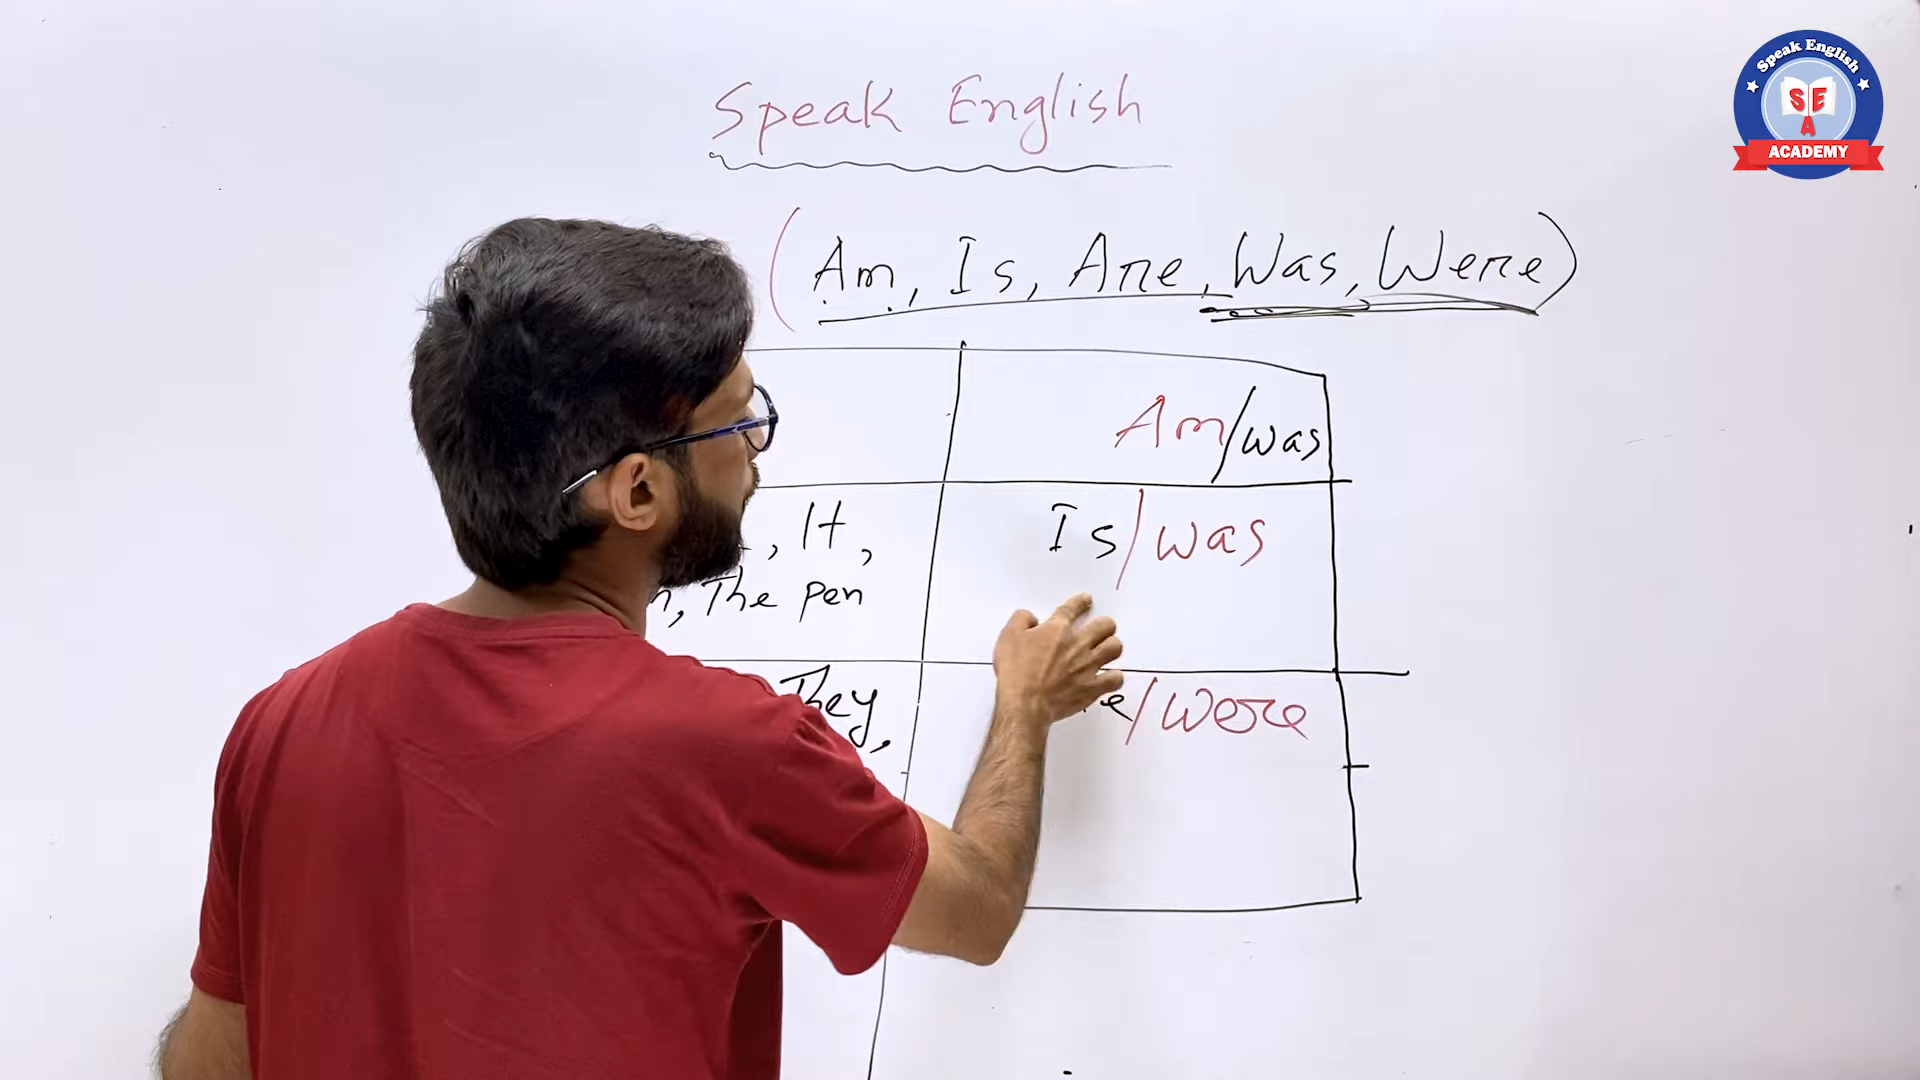 Speak English
SE
A
ACADEMY
Speak English
(Am, Is, Are, Was, Were)
Am/was
, It,
Is/was
, The pen
They,
/were